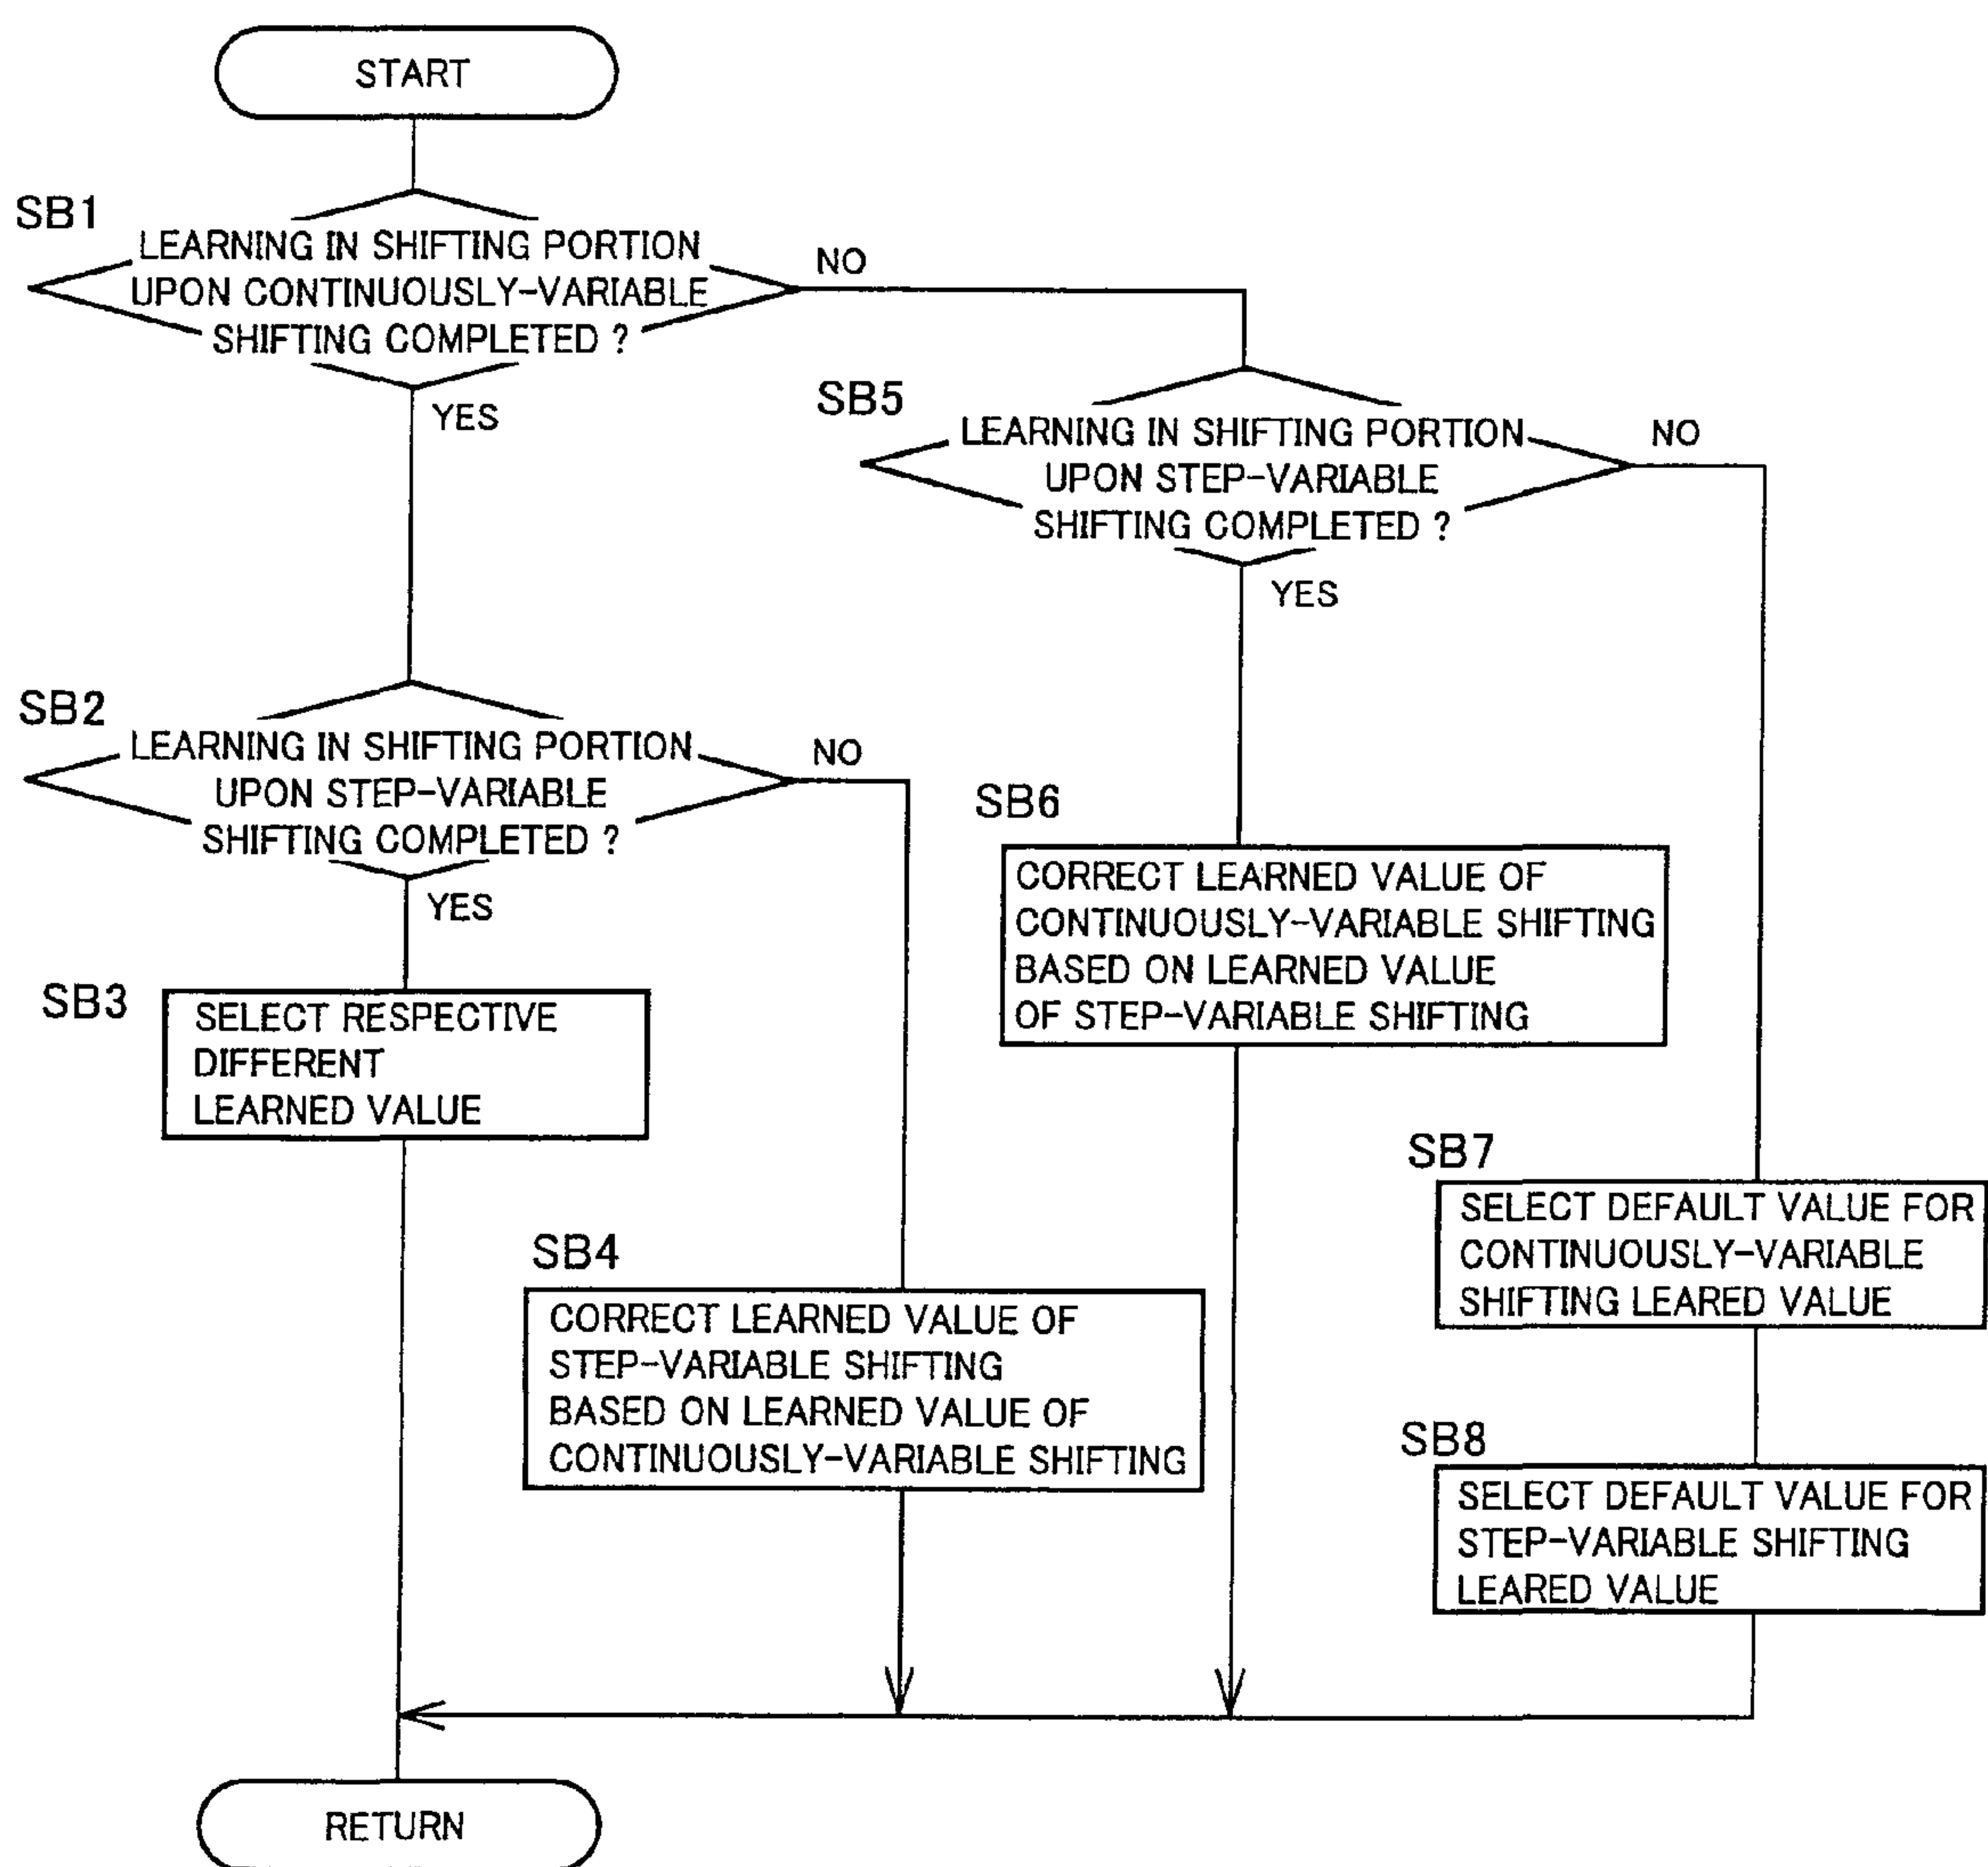 START
SB1
LEARNING IN SHIFTING PORTION
UPON CONTINUOUSLY-VARIABLE
SHIFTING COMPLETED ?
NO
YES
SB5
LEARNING IN SHIFTING PORTION
UPON STEP-VARIABLE
SHIFTING COMPLETED ?
NO
YES
SB2
LEARNING IN SHIFTING PORTION
UPON STEP-VARIABLE
SHIFTING COMPLETED ?
NO
YES
SB3
SELECT RESPECTIVE
DIFFERENT
LEARNED VALUE
SB6
CORRECT LEARNED VALUE OF
CONTINUOUSLY-VARIABLE SHIFTING
BASED ON LEARNED VALUE
OF STEP-VARIABLE SHIFTING
SB4
CORRECT LEARNED VALUE OF
STEP-VARIABLE SHIFTING
BASED ON LEARNED VALUE OF
CONTINUOUSLY-VARIABLE SHIFTING
SB7
SELECT DEFAULT VALUE FOR
CONTINUOUSLY-VARIABLE
SHIFTING LEARED VALUE
SB8
SELECT DEFAULT VALUE FOR
STEP-VARIABLE SHIFTING
LEARED VALUE
RETURN